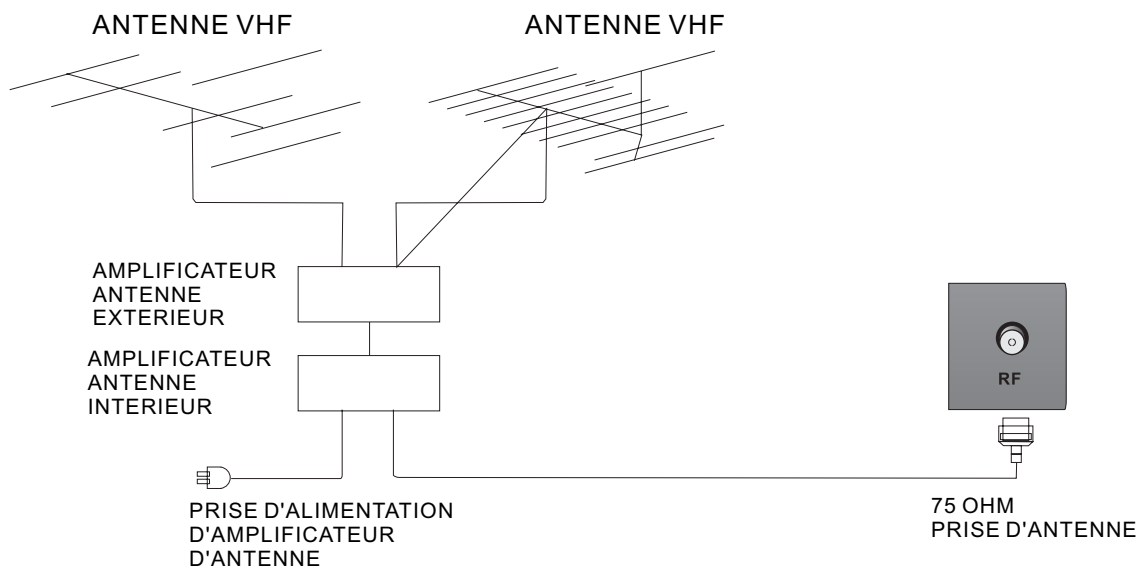 ANTENNE VHF
ANTENNE VHF
AMPLIFICATEUR
ANTENNE
EXTERIEUR
AMPLIFICATEUR
ANTENNE
INTERIEUR
RF
PRISE D'ALIMENTATION
D'AMPLIFICATEUR
D'ANTENNE
75 OHM
PRISE D'ANTENNE